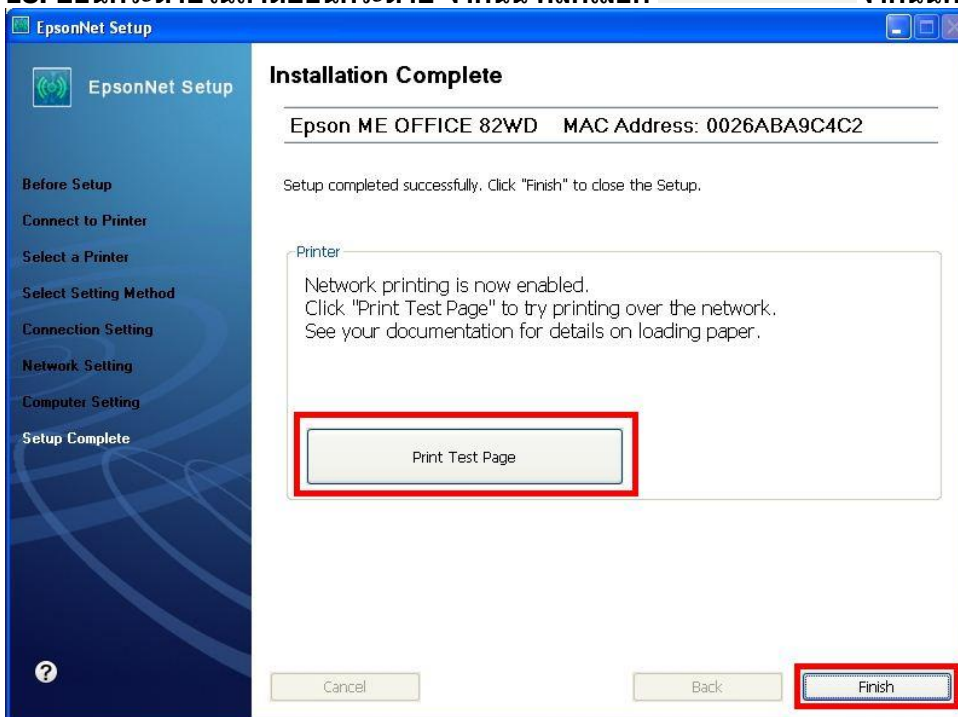 EpsonNet Setup
EpsonNet Setup
Installation Complete
Epson ME OFFICE 82WD MAC Address: 0026ABA9C4C2
Before Setup
Connect to Printer
Select a Printer
Select Setting Method
Connection Setting
Network Setting
Computer Setting
Setup Complete
Setup completed successfully. Click "Finish" to close the Setup.
Printer
Network printing is now enabled.
Click "Print Test Page" to try printing over the network.
See your documentation for details on loading paper.
Print Test Page
?
Cancel
Back
Finish